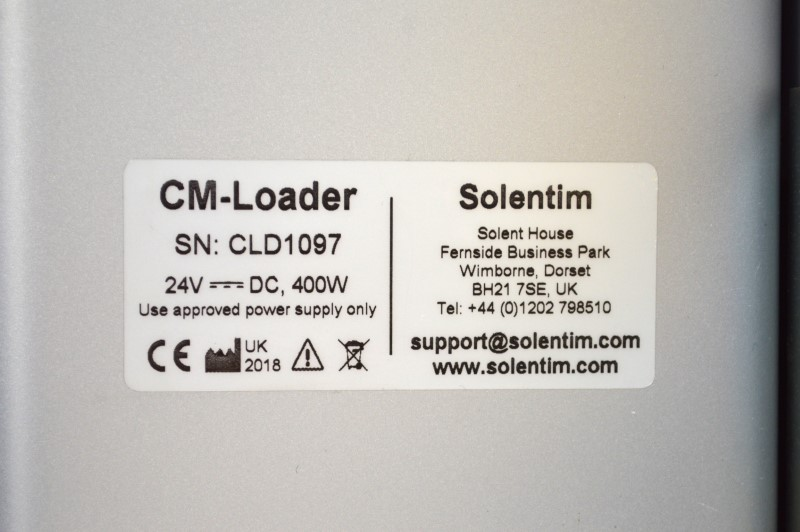 CM-Loader
SN: CLD1097
24V ⎓ DC, 400W
Use approved power supply only
CE
UK
2018
Solentim
Solent House
Fernside Business Park
Wimborne, Dorset
BH21 7SE, UK
Tel: +44 (0)1202 798510
support@solentim.com
www.solentim.com